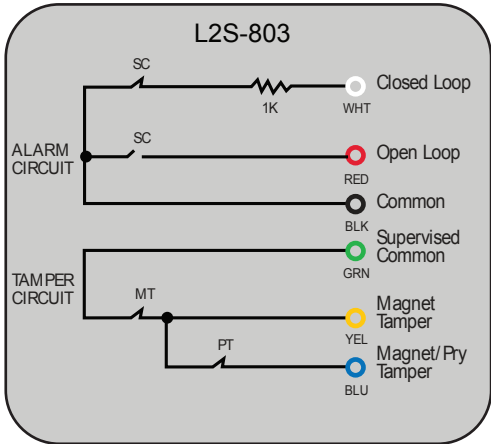 L2S-803
SC
1K
WHT
Closed Loop
ALARM
CIRCUIT
SC
RED
Open Loop
BLK
Common
TAMPER
CIRCUIT
GRN
Supervised
Common
MT
YEL
Magnet
Tamper
PT
BLU
Magnet/Pry
Tamper